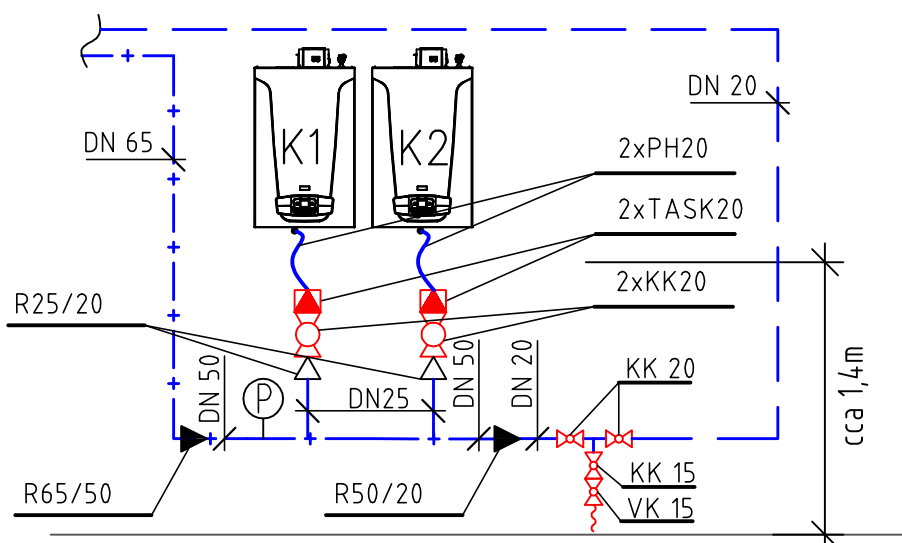 DN 20
DN 65
K1
K2
2xPH20
2xTASK20
2xKK20
R25/20
DN 50
P
DN25
DN 50
DN 20
KK 20
cca 1,4m
R65/50
R50/20
KK 15
VK 15